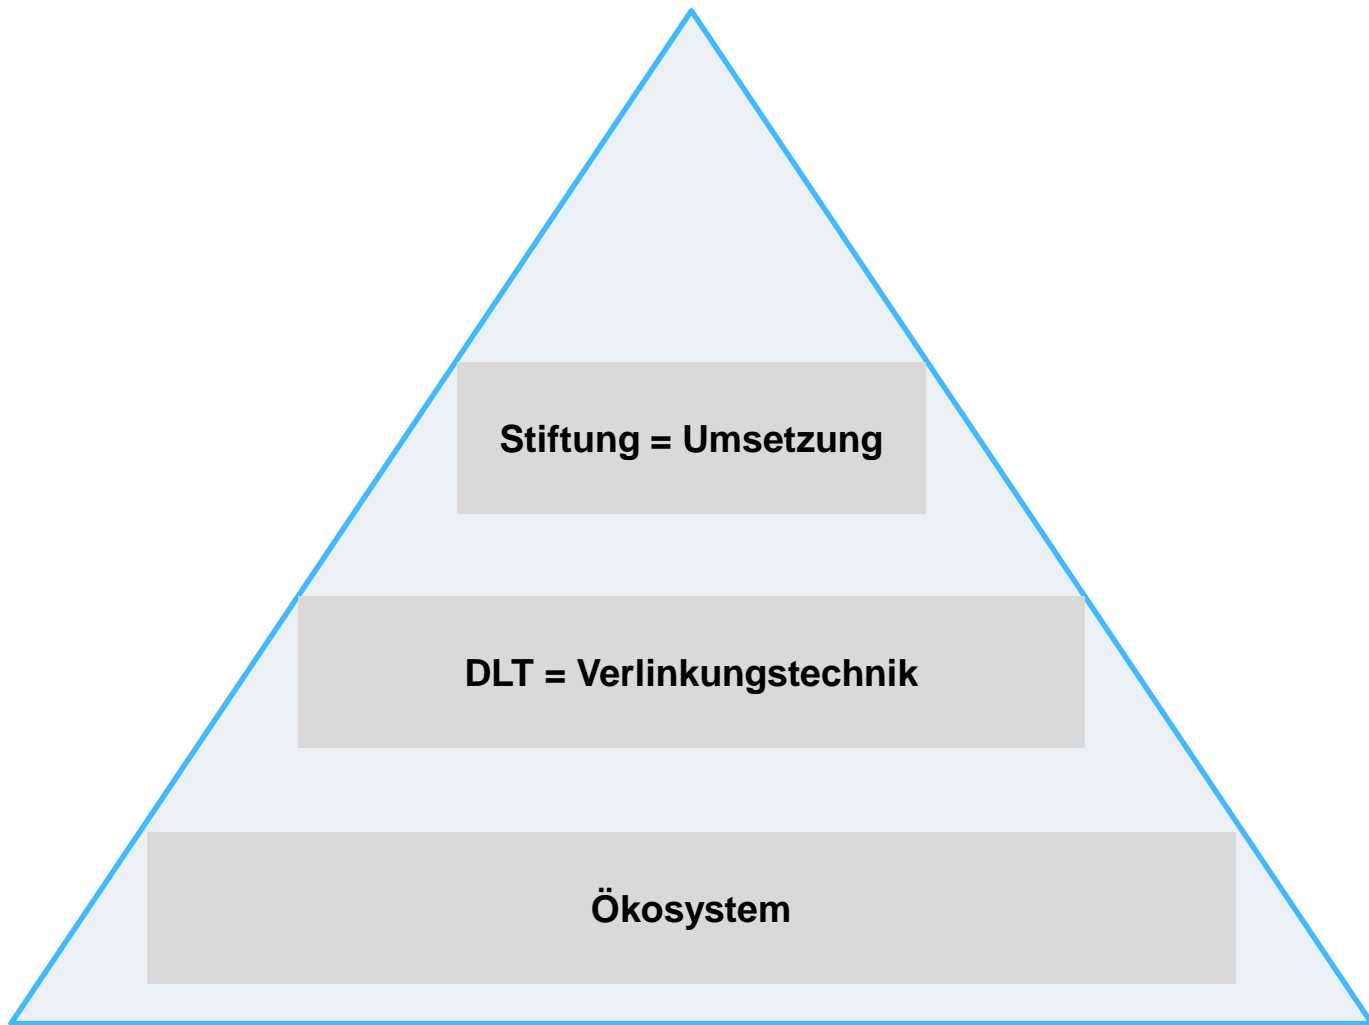 Stiftung = Umsetzung
DLT = Verlinkungstechnik
Ökosystem